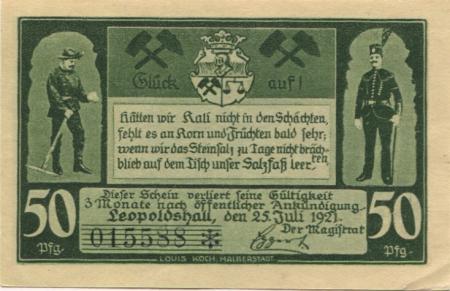 Glück auf!
Hätten wir Kali nicht in den Schächten,
fehlt es an Korn und Früchten bald sehr;
wenn wir das Steinsalz zu Tage nicht bräch-
ten,
blieb auf dem Tisch unser Salzfaß leer.
Dieser Schein verliert seine Gültigkeit
3 Monate nach öffentlicher Ankündigung
Leopoldshall, den 25. Juli 1921.
Der Magistrat
015588 *
50 Pfg.
50 Pfg.
LOUIS KOCH, HALBERSTADT